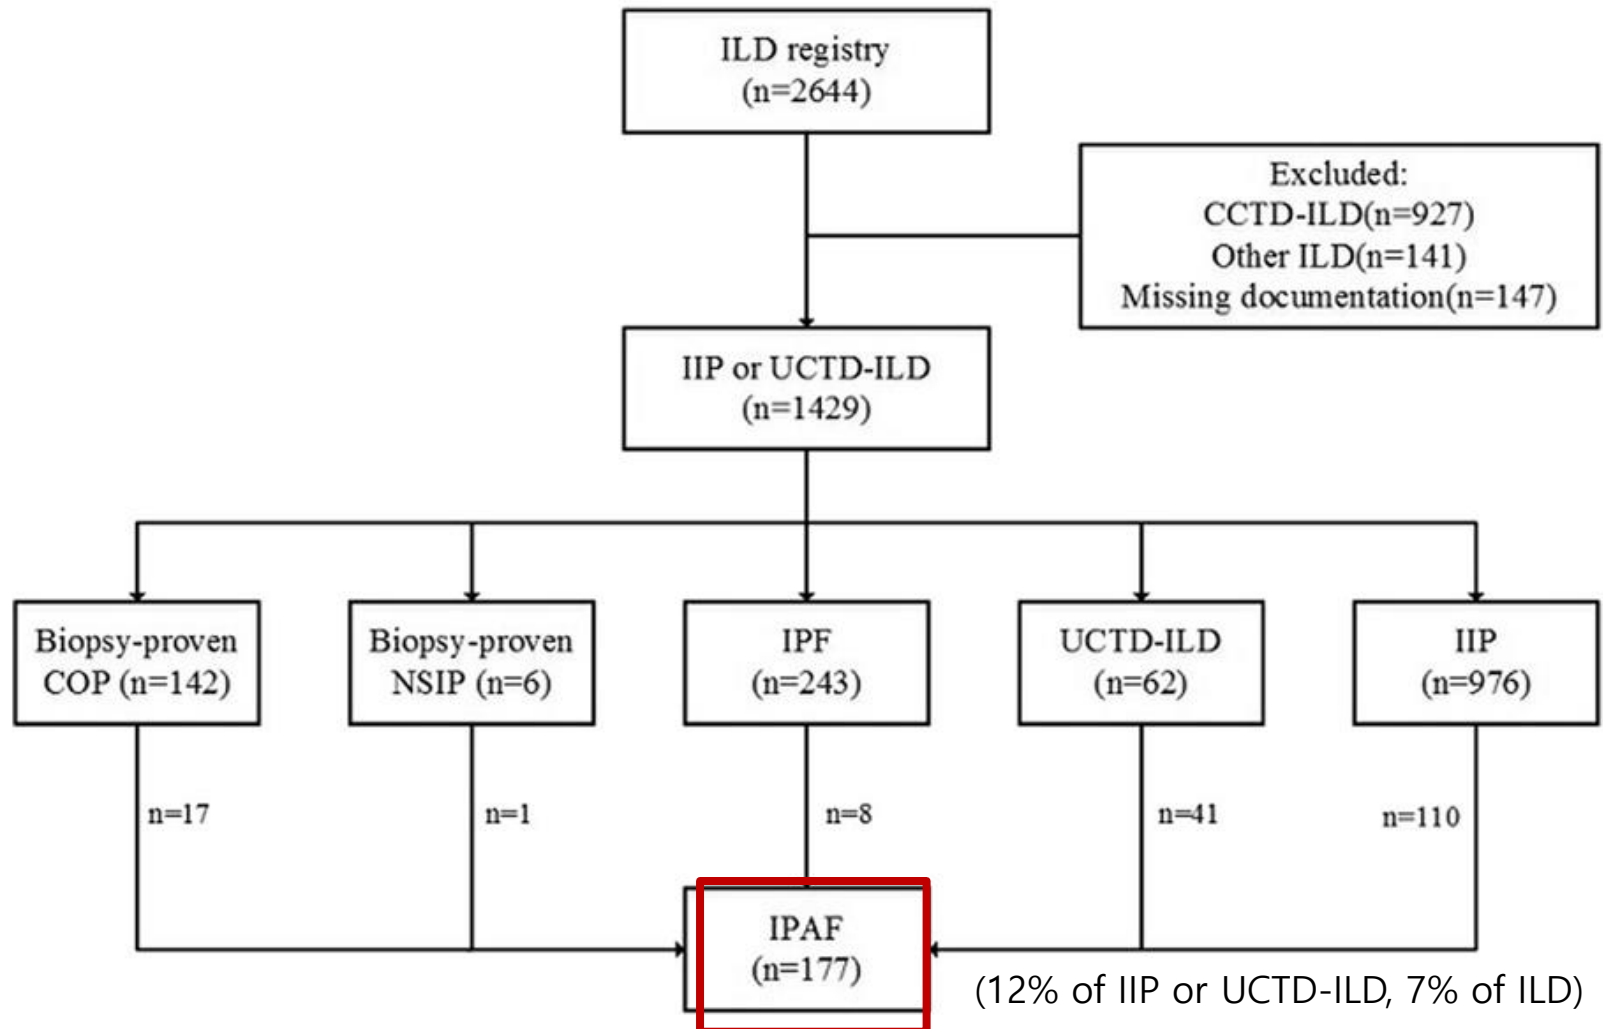 ILD registry
(n=2644)
Excluded:
CCTD-ILD(n=927)
Other ILD(n=141)
Missing documentation(n=147)
IIP or UCTD-ILD
(n=1429)
Biopsy-proven
COP (n=142)
Biopsy-proven
NSIP (n=6)
IPF
(n=243)
UCTD-ILD
(n=62)
IIP
(n=976)
n=17
n=1
n=8
n=41
n=110
IPAF
(n=177)
(12% of IIP or UCTD-ILD, 7% of ILD)